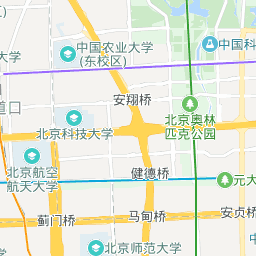 中国农业大学
(东校区)
中国科
安翔桥
道口
北京奥林
匹克公园
北京科技大学
北京航空
航天大学
健德桥
元大
蓟门桥
马甸桥
安贞桥
北京师范大学